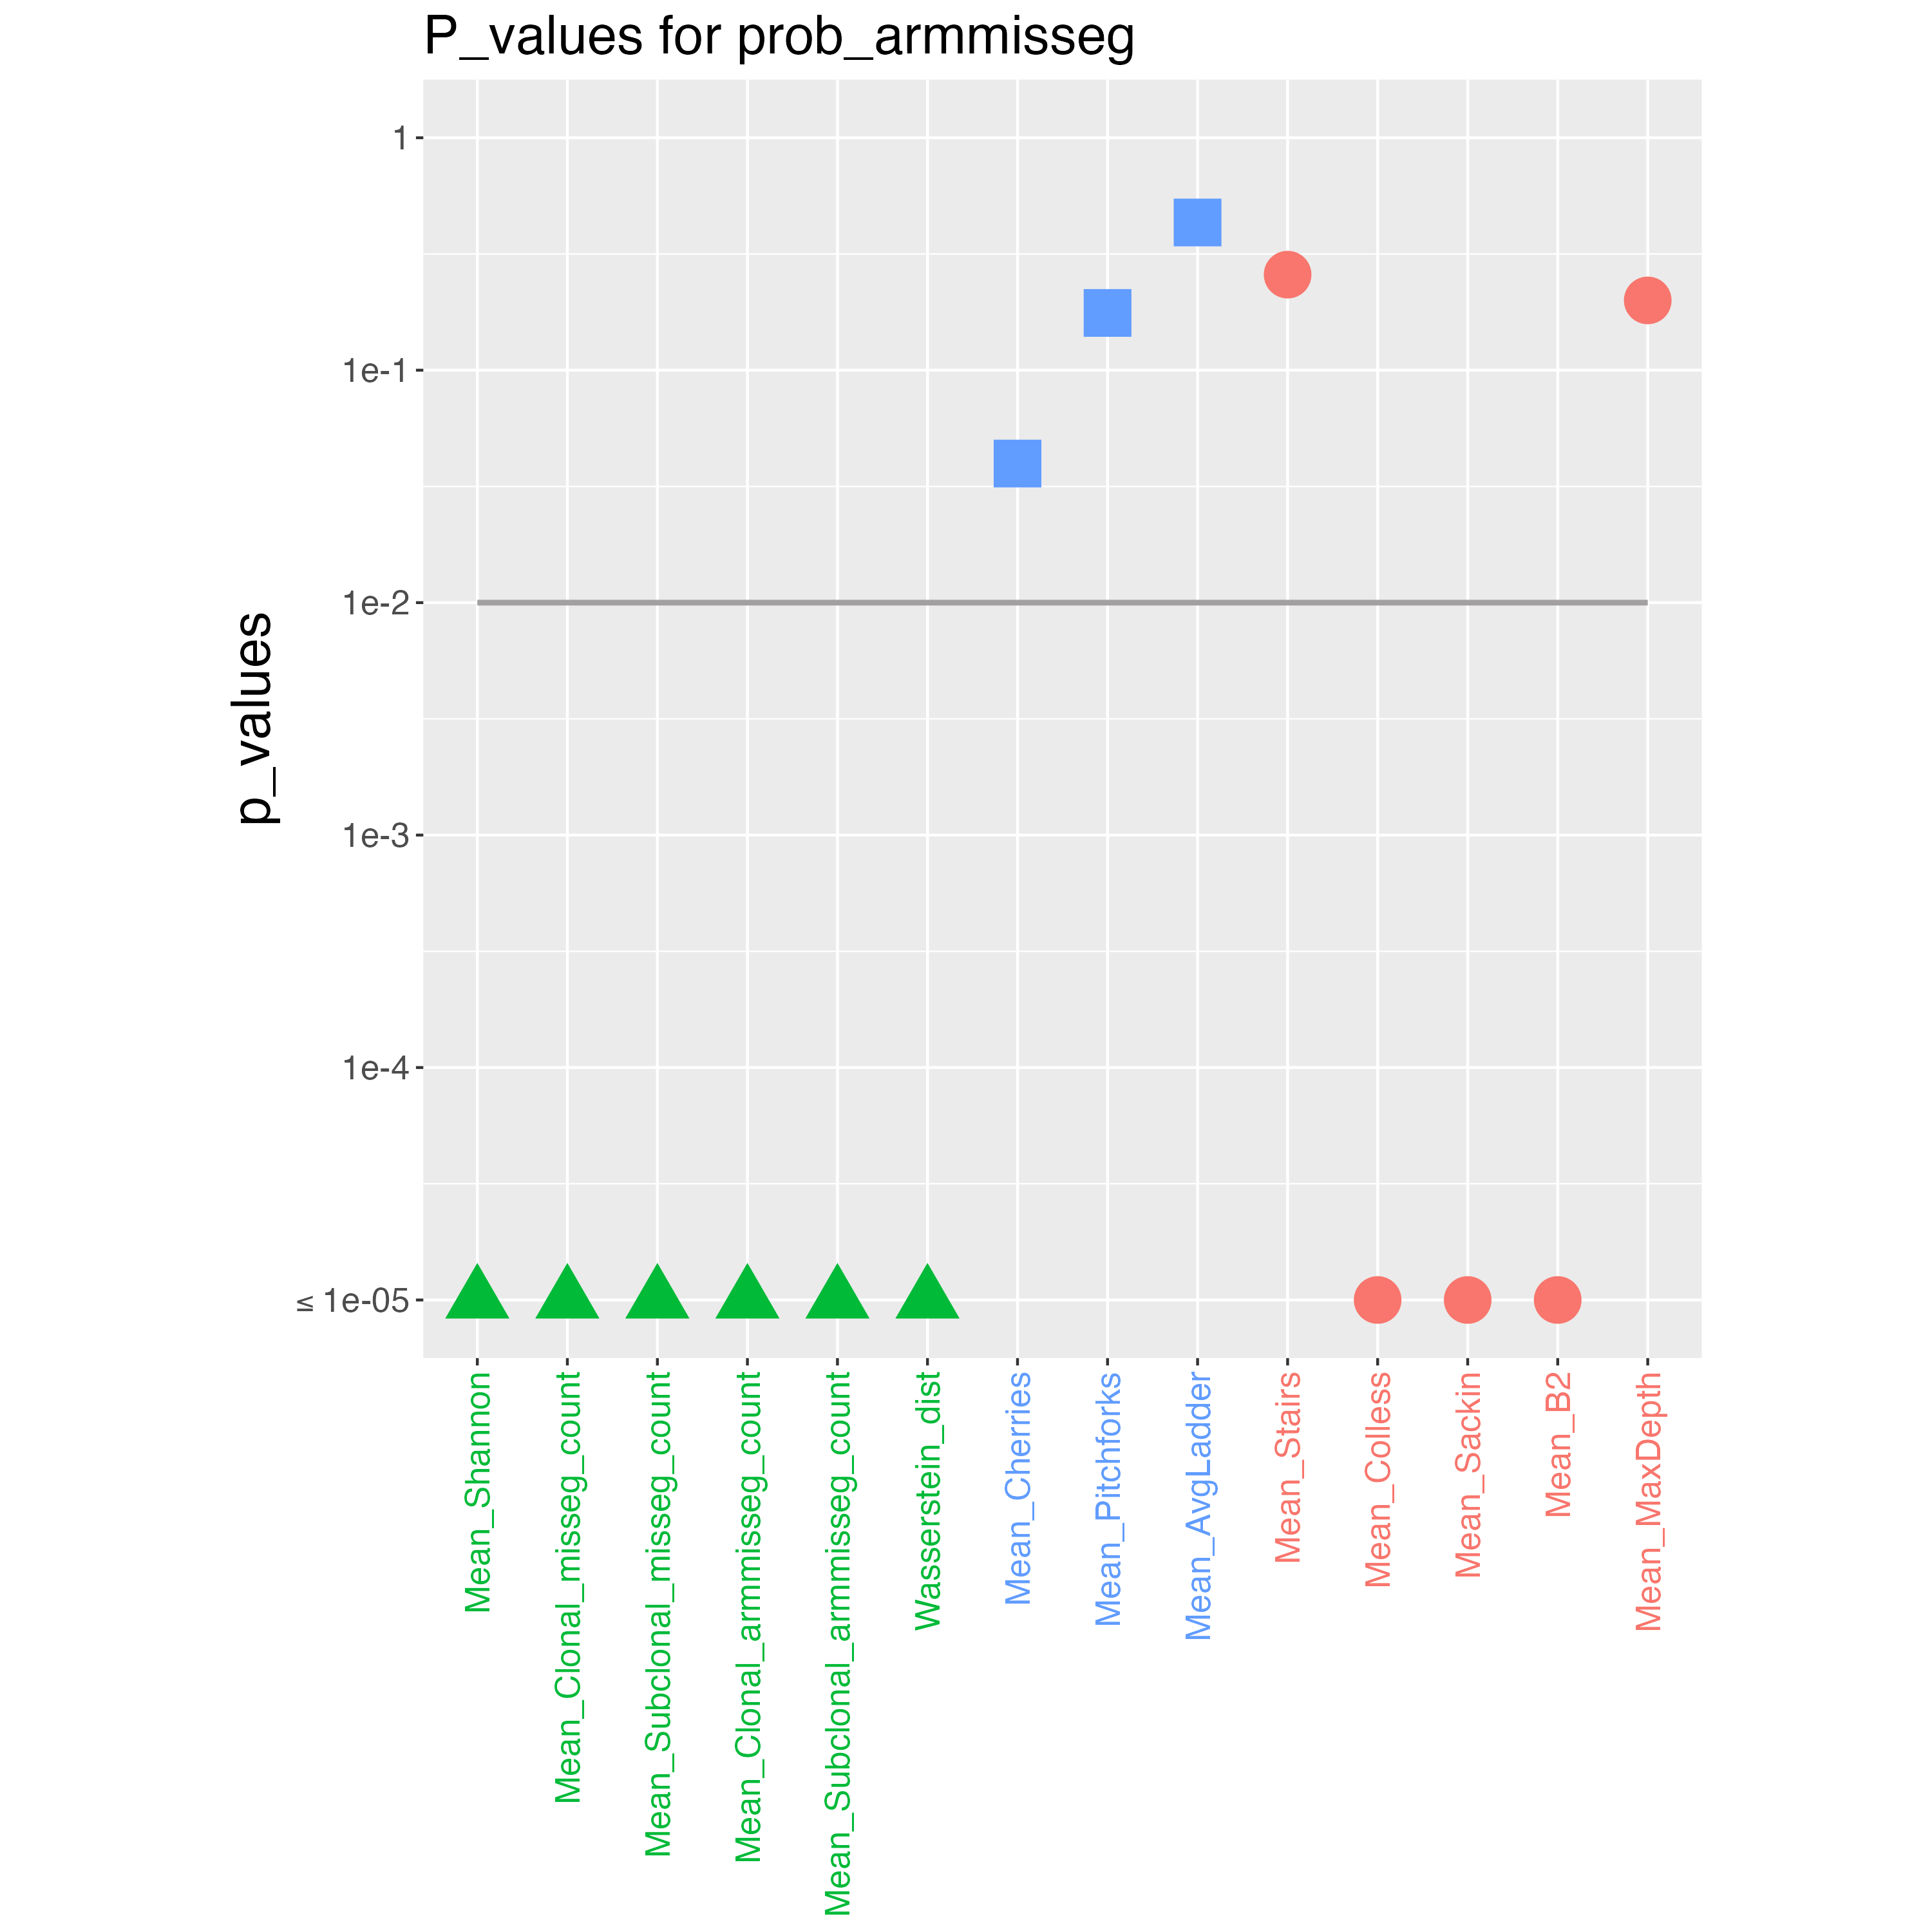 P_values for prob_armmisseg
p_values
1
1e-1
1e-2
1e-3
1e-4
≤ 1e-05
Mean_Shannon
Mean_Clonal_misseg_count
Mean_Subclonal_misseg_count
Mean_Clonal_armmisseg_count
Mean_Subclonal_armmisseg_count
Wasserstein_dist
Mean_Cherries
Mean_Pitchforks
Mean_AvgLadder
Mean_Stairs
Mean_Colless
Mean_Sackin
Mean_B2
Mean_MaxDepth